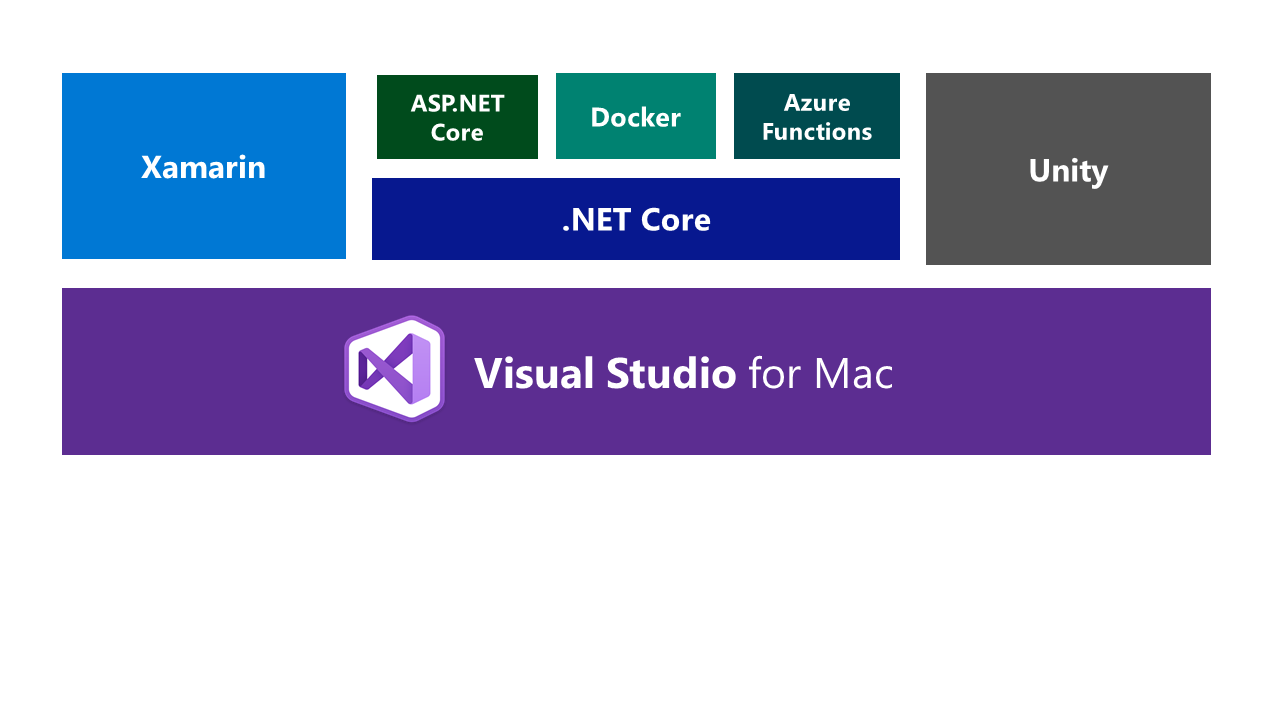 Xamarin
ASP.NET
Core
Docker
Azure
Functions
Unity
.NET Core
Visual Studio for Mac